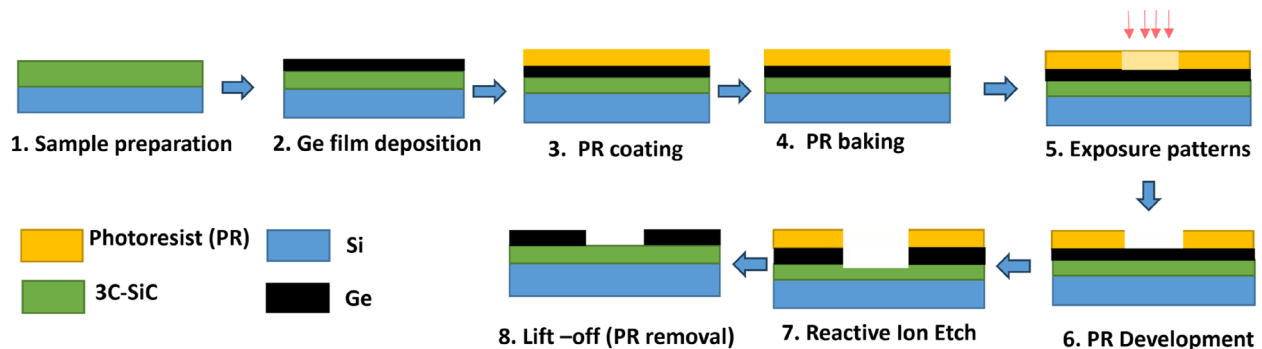 1. Sample preparation
2. Ge film deposition
3. PR coating
4. PR baking
5. Exposure patterns
Photoresist (PR)
Si
3C-SiC
Ge
8. Lift –off (PR removal)
7. Reactive Ion Etch
6. PR Development